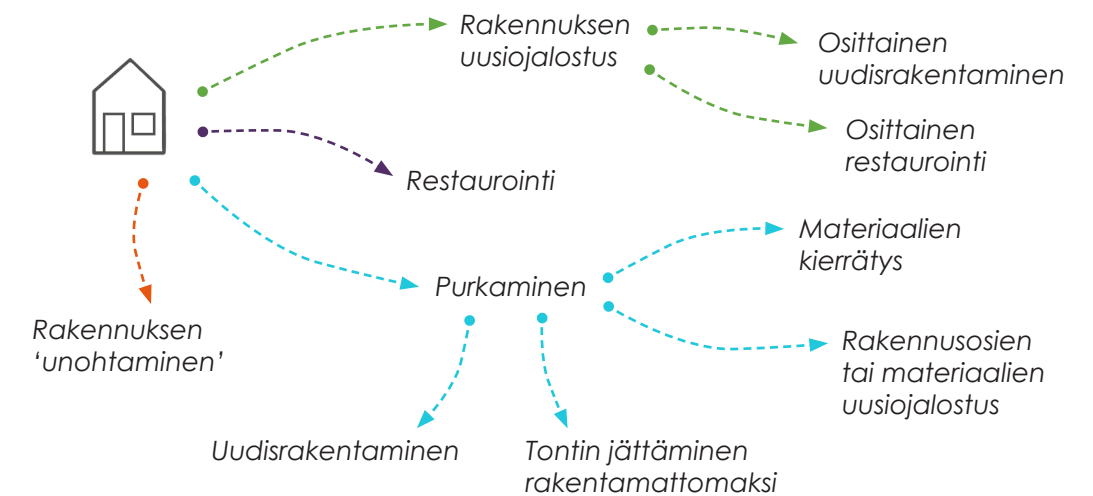 Rakennuksen
uusiojalostus
Osittainen
uudisrakentaminen
Osittainen
restaurointi
Restaurointi
Materiaalien
kierrätys
Purkaminen
Rakennuksen
‘unohtaminen’
Rakennusosien
tai materiaalien
uusiojalostus
Uudisrakentaminen
Tontin jättäminen
rakentamattomaksi